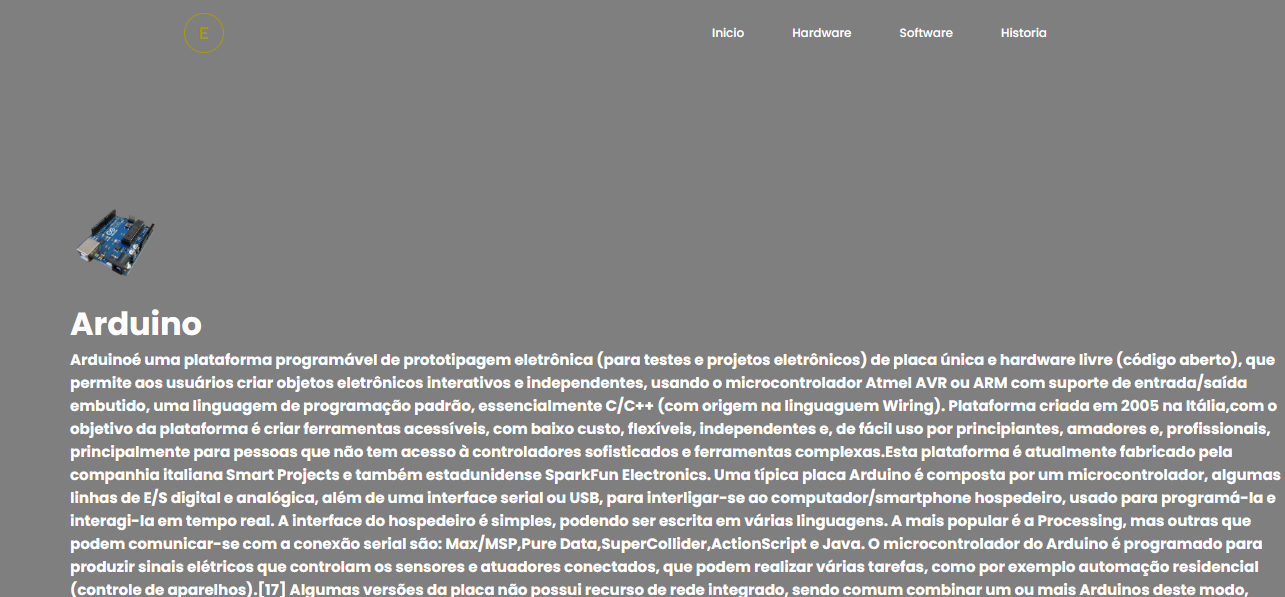 E
Inicio Hardware Software Historia
Arduino
Arduinoé uma plataforma programável de prototipagem eletrônica (para testes e projetos eletrônicos) de placa única e hardware livre (código aberto), que
permite aos usuários criar objetos eletrônicos interativos e independentes, usando o microcontrolador Atmel AVR ou ARM com suporte de entrada/saída
embutido, uma linguagem de programação padrão, essencialmente C/C++ (com origem na linguaguem Wiring). Plataforma criada em 2005 na Itália,com o
objetivo da plataforma é criar ferramentas acessíveis, com baixo custo, flexíveis, independentes e, de fácil uso por principiantes, amadores e, profissionais,
principalmente para pessoas que não tem acesso à controladores sofisticados e ferramentas complexas.Esta plataforma é atualmente fabricado pela
companhia italiana Smart Projects e também estadunidense SparkFun Electronics. Uma típica placa Arduino é composta por um microcontrolador, algumas
linhas de E/S digital e analógica, além de uma interface serial ou USB, para interligar-se ao computador/smartphone hospedeiro, usado para programá-la e
interagi-la em tempo real. A interface do hospedeiro é simples, podendo ser escrita em várias linguagens. A mais popular é a Processing, mas outras que
podem comunicar-se com a conexão serial são: Max/MSP,Pure Data,SuperCollider,ActionScript e Java. O microcontrolador do Arduino é programado para
produzir sinais elétricos que controlam os sensores e atuadores conectados, que podem realizar várias tarefas, como por exemplo automação residencial
(controle de aparelhos).[17] Algumas versões da placa não possui recurso de rede integrado, sendo comum combinar um ou mais Arduinos deste modo,